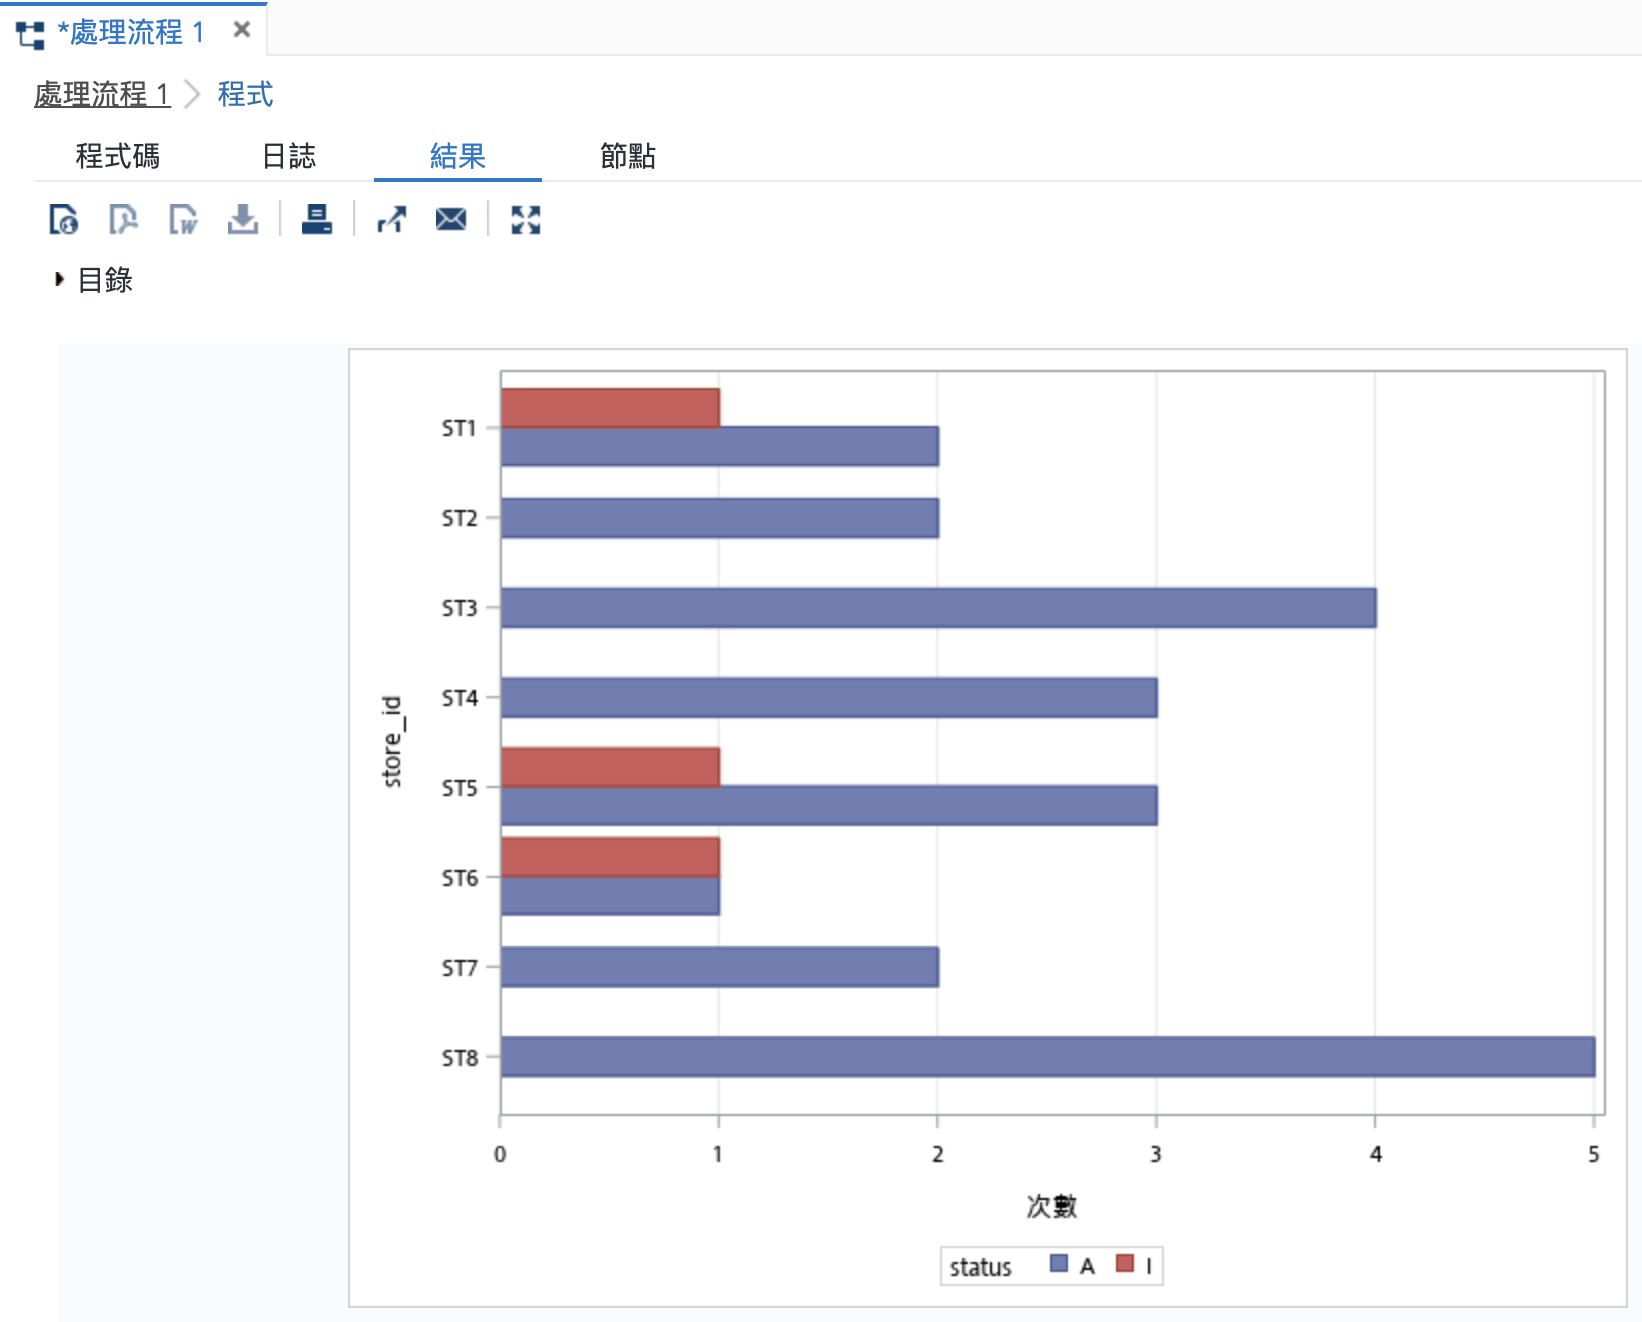 *處理流程 1
處理流程 1 程式
程式碼 日誌 結果 節點
目錄
ST1
ST2
ST3
ST4
ST5
ST6
ST7
ST8
store_id
0 1 2 3 4 5
次數
status A I